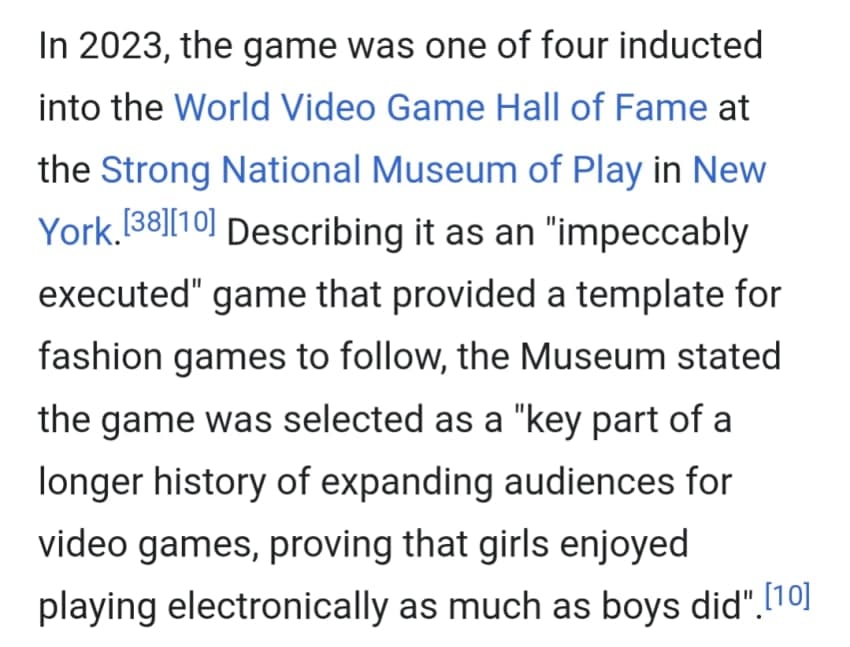 In 2023, the game was one of four inducted
into the World Video Game Hall of Fame at
the Strong National Museum of Play in New
York.[38][10] Describing it as an "impeccably
executed" game that provided a template for
fashion games to follow, the Museum stated
the game was selected as a "key part of a
longer history of expanding audiences for
video games, proving that girls enjoyed
playing electronically as much as boys did".[10]